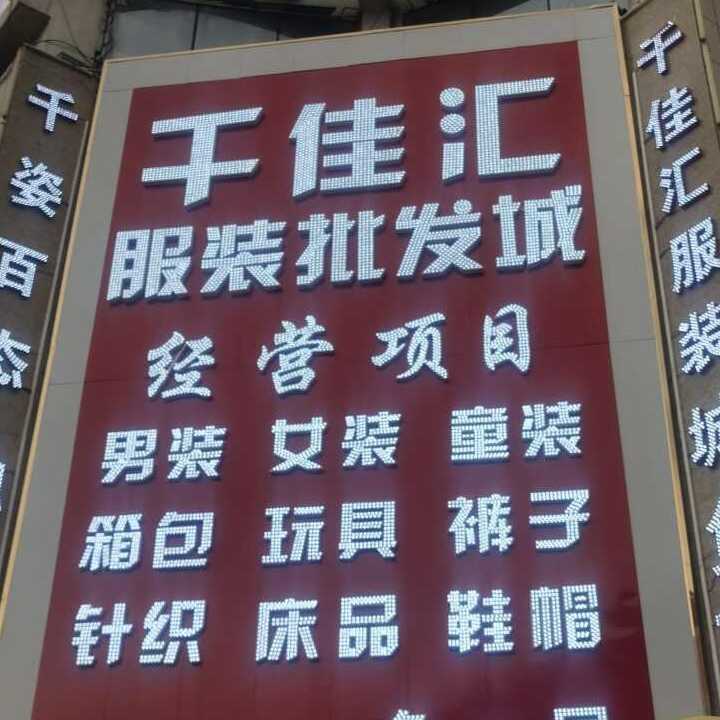 千佳汇
服装批发城
经营项目
男装 女装 童装
箱包 玩具 裤子
针织 床品 鞋帽
千姿百态
千佳汇服装城